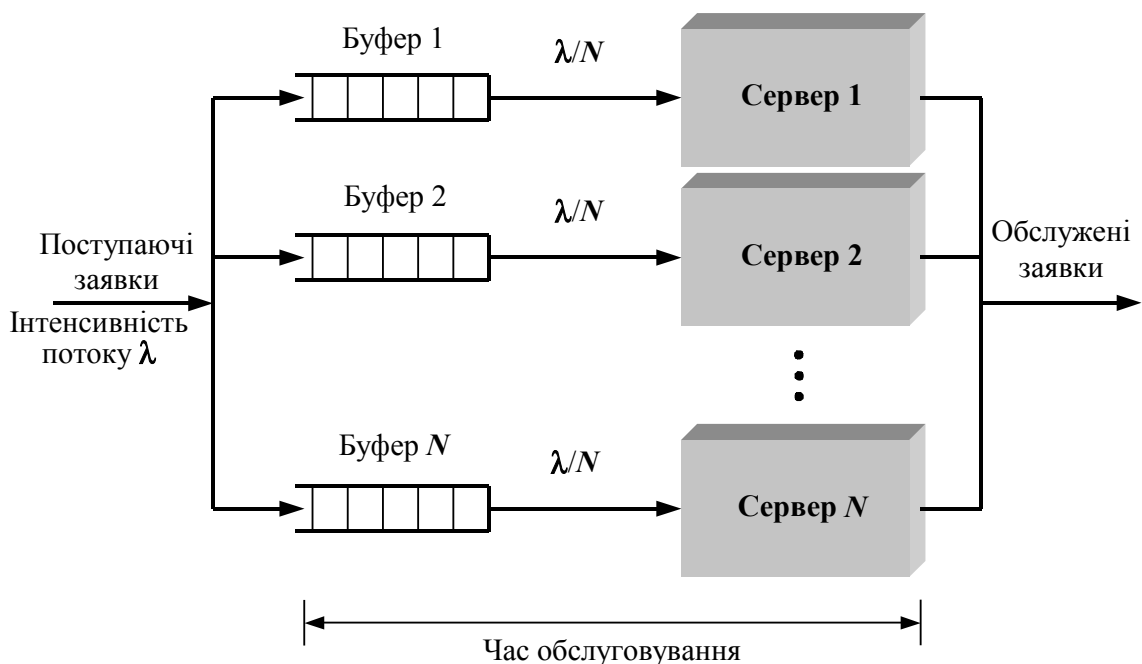 Буфер 1
λ/N
Сервер 1
Буфер 2
λ/N
Сервер 2
Поступаючі
заявки
Інтенсивність
потоку λ
Обслужені
заявки
Буфер N
λ/N
Сервер N
Час обслуговування